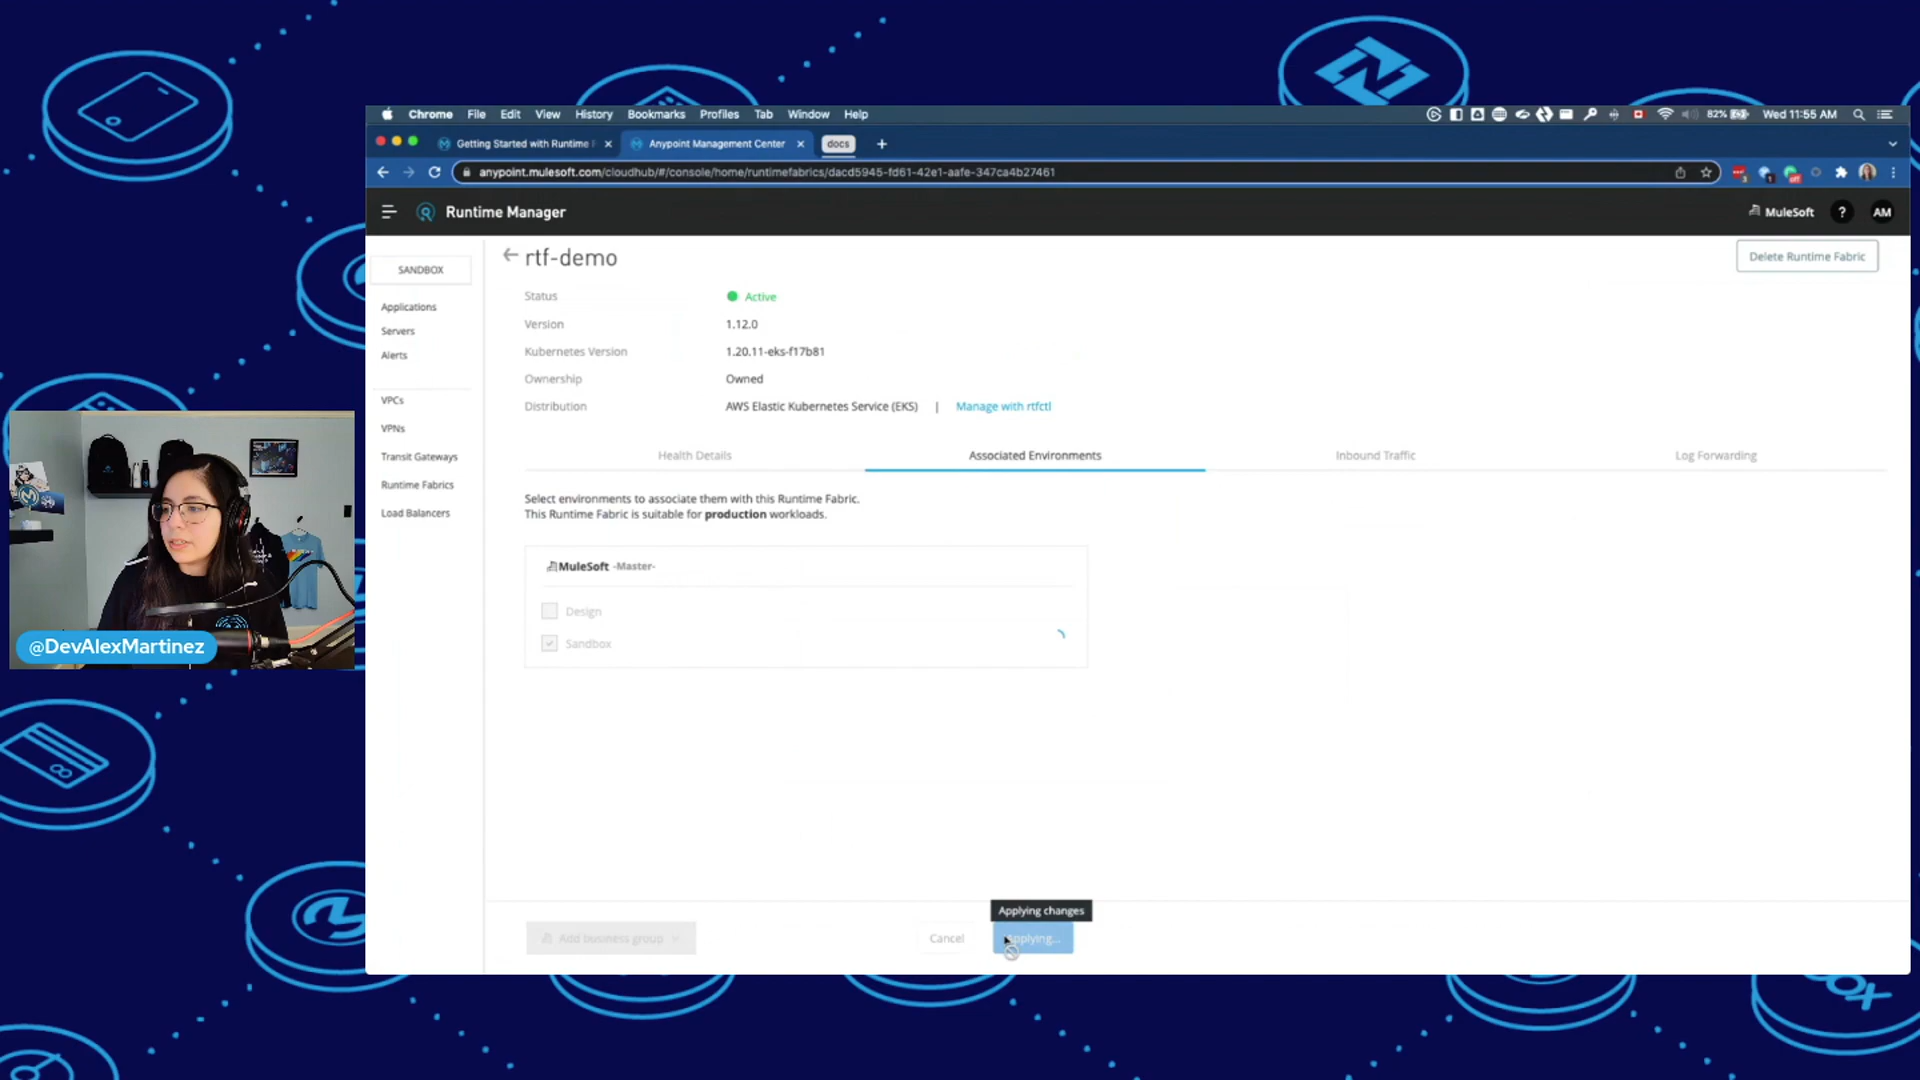 Chrome File Edit View History Bookmarks Profiles Tab Window Help 82% Wed 11:55 AM
Getting Started with Runtime Anypoint Management Center docs
anypoint.mulesoft.com/cloudhub/#/console/home/runtimefabrics/dacd5945-fd61-42e1-aafe-347ca4b27461
Runtime Manager MuleSoft ? AM
SANDBOX
Applications
Servers
Alerts
VPCs
VPNs
Transit Gateways
Runtime Fabrics
Load Balancers
rtf-demo Delete Runtime Fabric
Status Active
Version 1.12.0
Kubernetes Version 1.20.11-eks-f17b81
Ownership Owned
Distribution AWS Elastic Kubernetes Service (EKS) | Manage with rtfctl
Health Details Associated Environments Inbound Traffic Log Forwarding
Select environments to associate them with this Runtime Fabric.
This Runtime Fabric is suitable for production workloads.
MuleSoft -Master-
Design
Sandbox
Applying changes
Add business group Cancel Applying...
@DevAlexMartinez